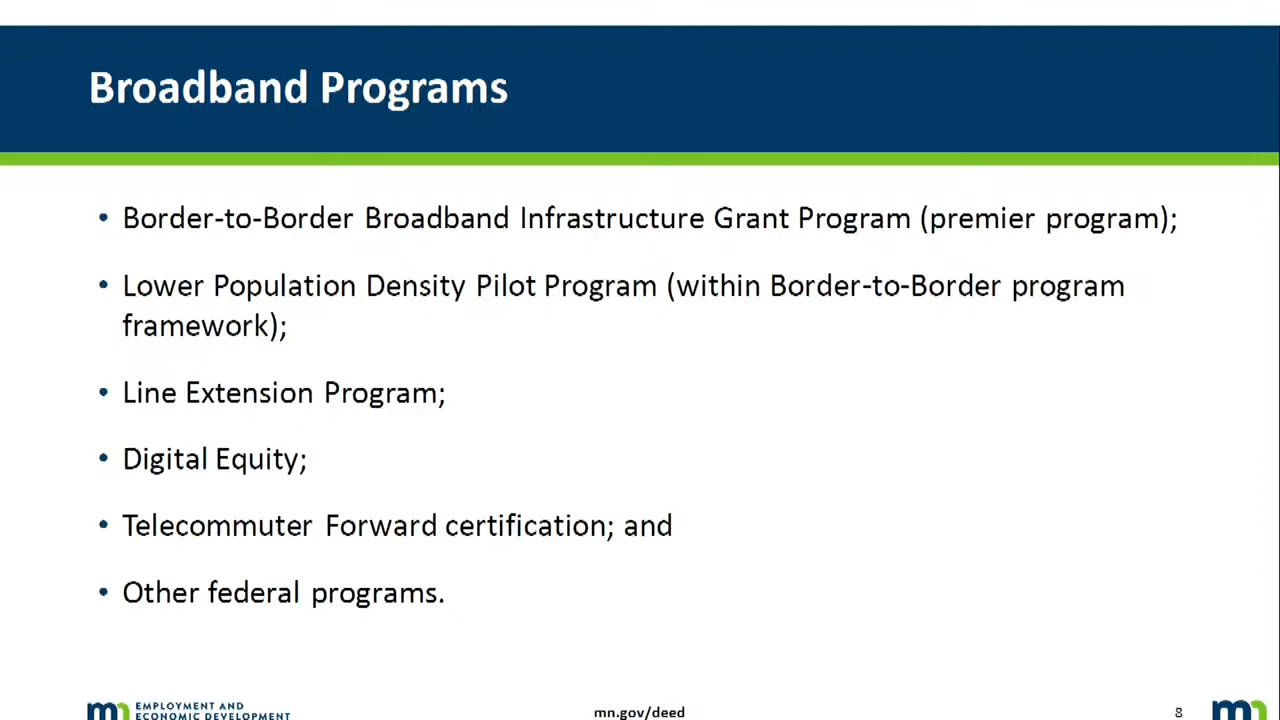 Broadband Programs
• Border-to-Border Broadband Infrastructure Grant Program (premier program);
• Lower Population Density Pilot Program (within Border-to-Border program
framework);
• Line Extension Program;
• Digital Equity;
• Telecommuter Forward certification; and
• Other federal programs.
mn EMPLOYMENT AND
ECONOMIC DEVELOPMENT
mn.gov/deed
8
mn